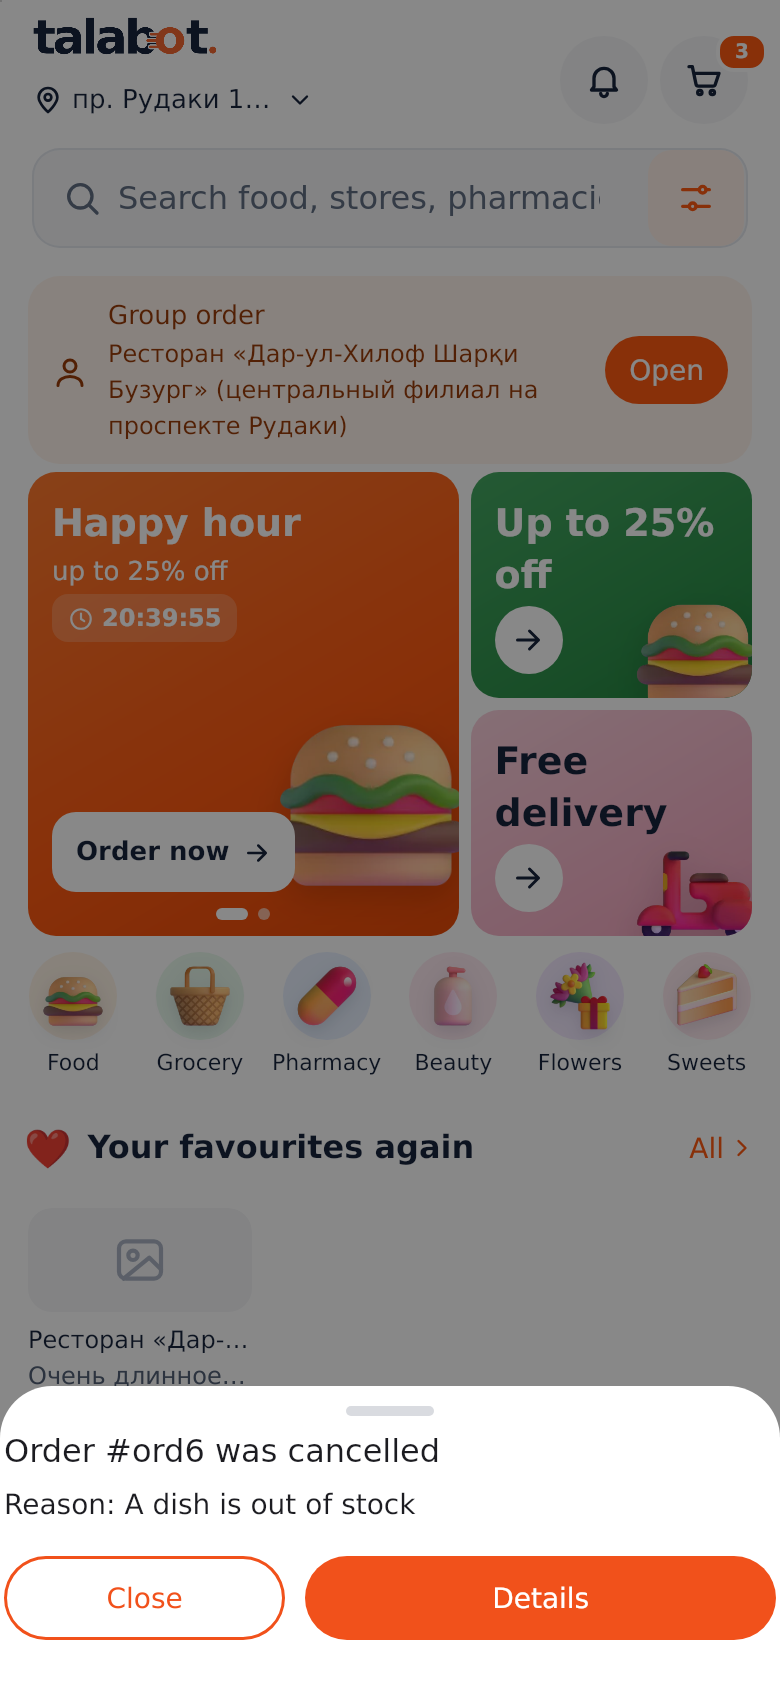 talabot.
3
пр. Рудаки 1...
Search food, stores, pharmaci
Group order
Ресторан «Дар-ул-Хилоф Шарқи
Бузург» (центральный филиал на
проспекте Рудаки)
Open
Happy hour
up to 25% off
20:39:55
Order now
Up to 25%
off
Free
delivery
Food
Grocery
Pharmacy
Beauty
Flowers
Sweets
Your favourites again
All
Ресторан «Дар-...
Очень длинное...
Order #ord6 was cancelled
Reason: A dish is out of stock
Close
Details